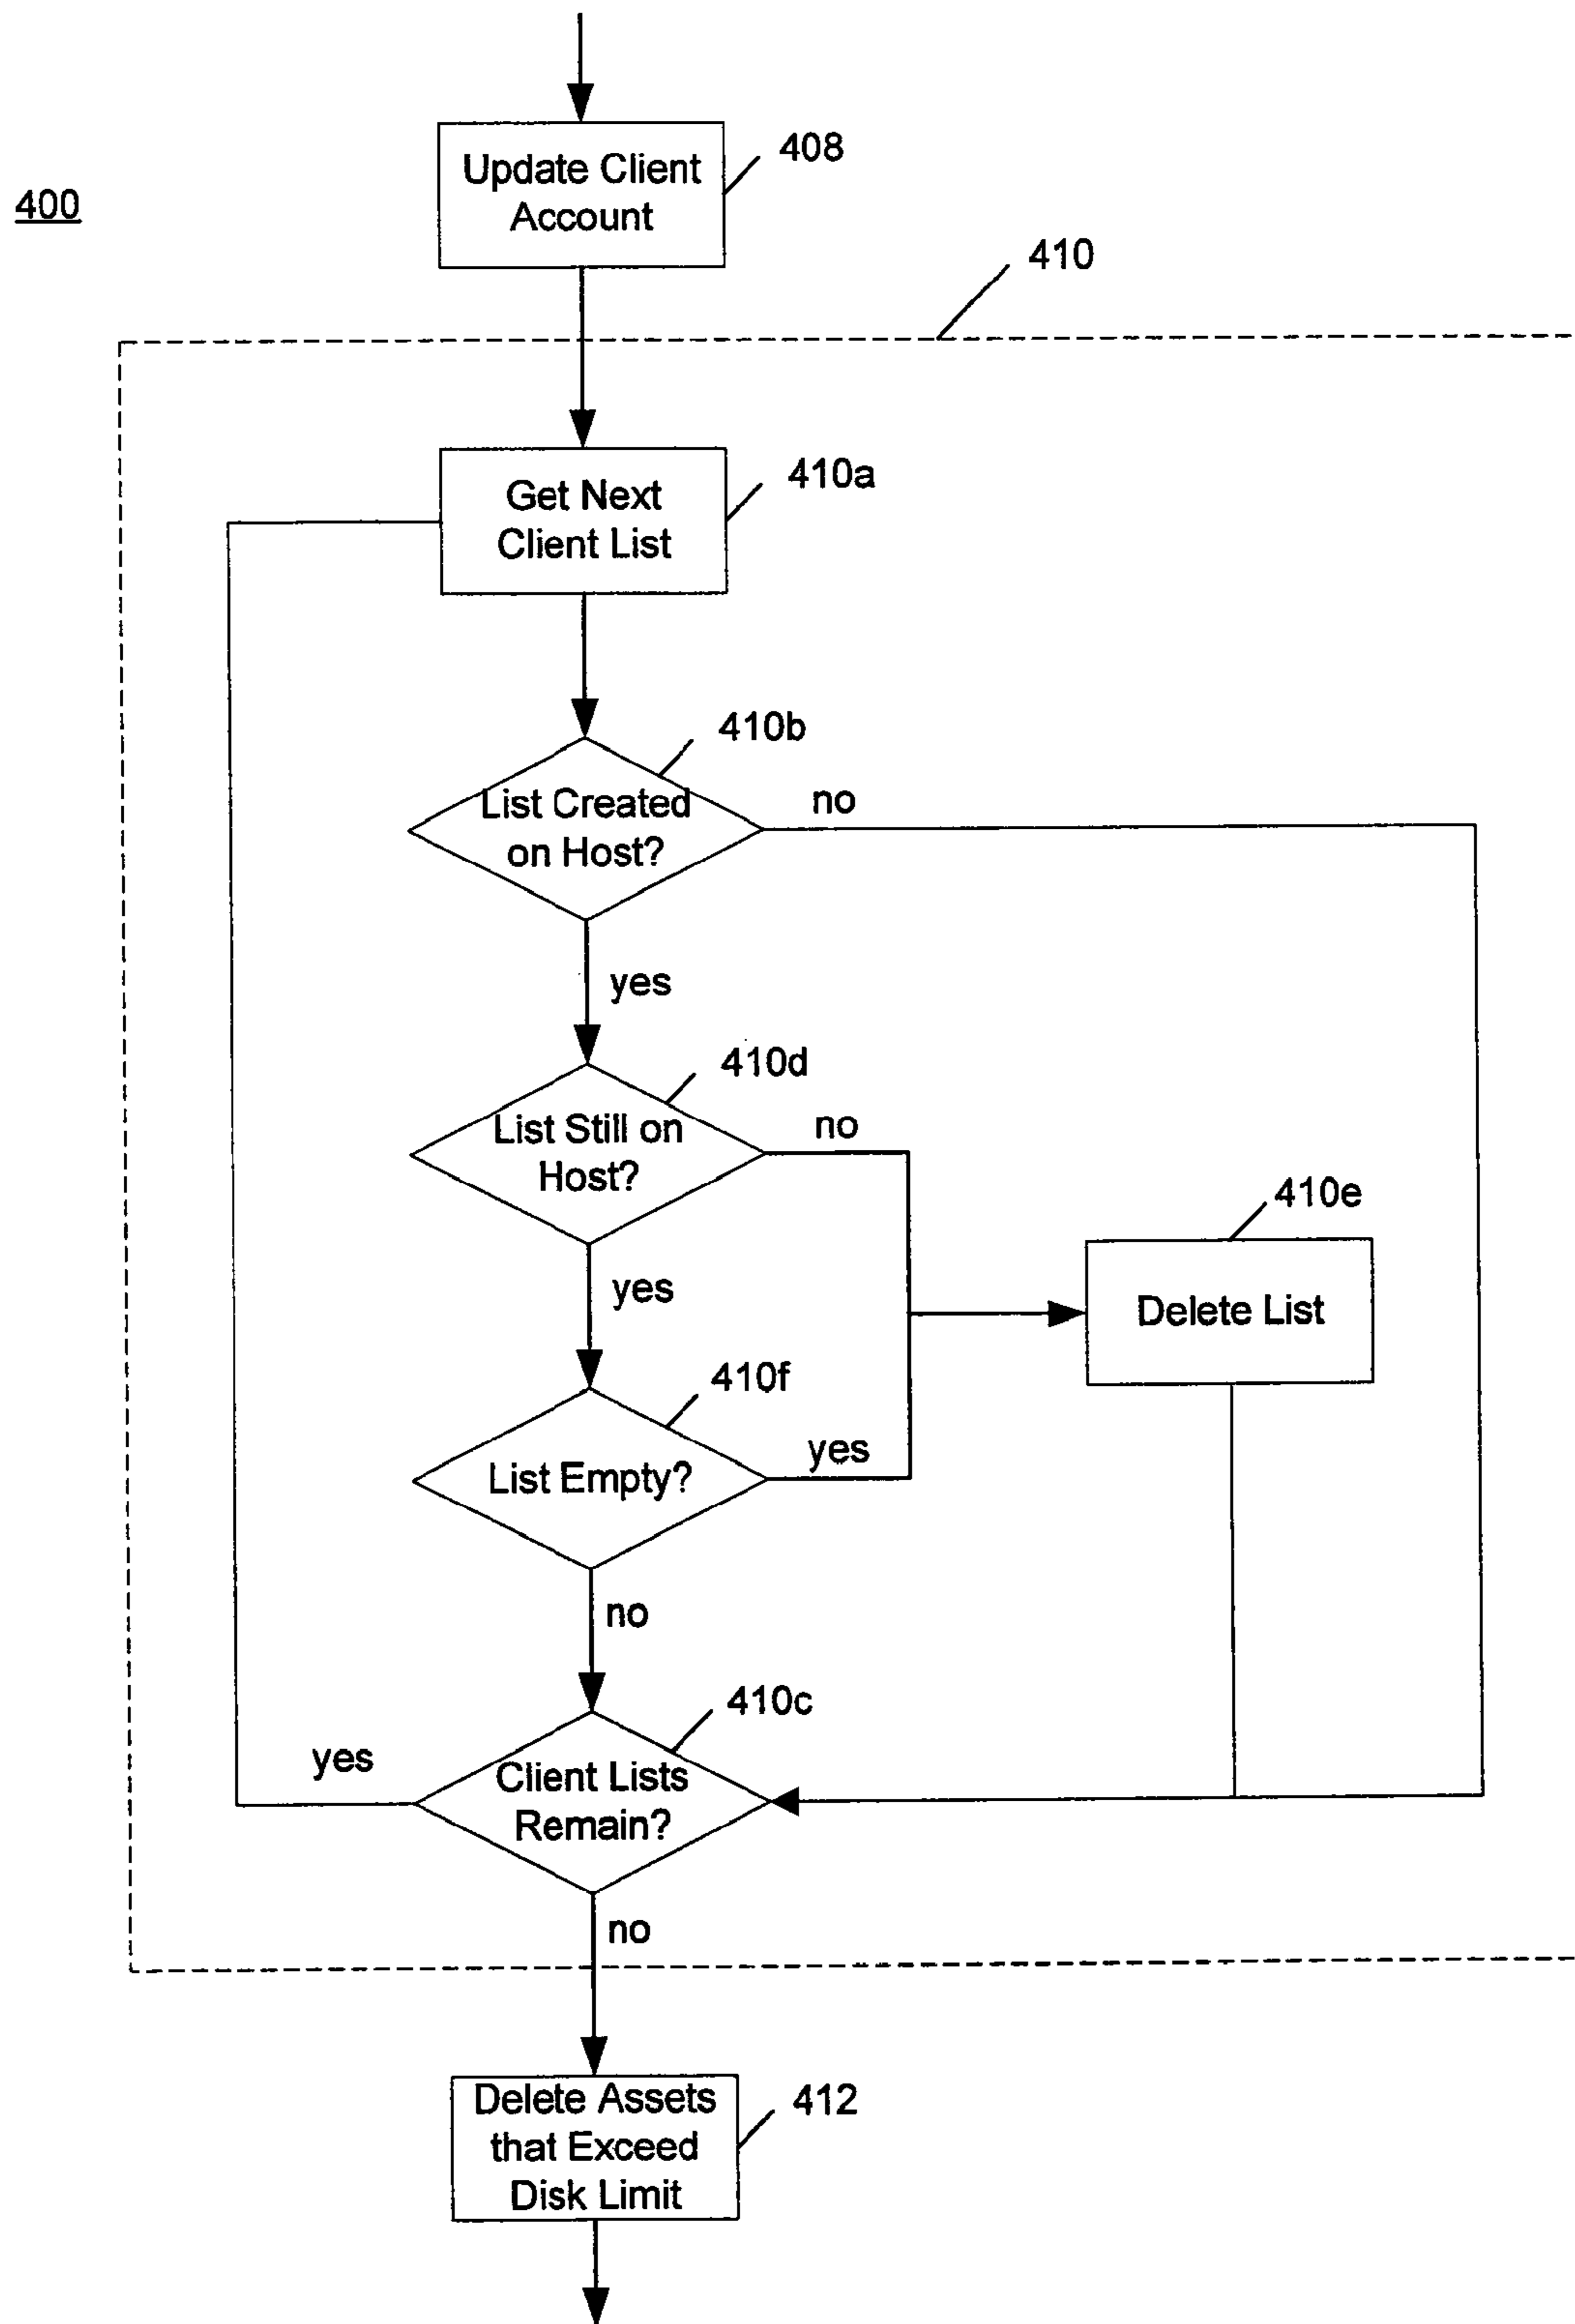 408
Update Client
Account
400
410
410a
Get Next
Client List
410b
List Created
on Host?
no
yes
410d
List Still on
Host?
no
410e
Delete List
yes
410f
List Empty?
yes
no
410c
yes
Client Lists
Remain?
no
Delete Assets
that Exceed
Disk Limit
412